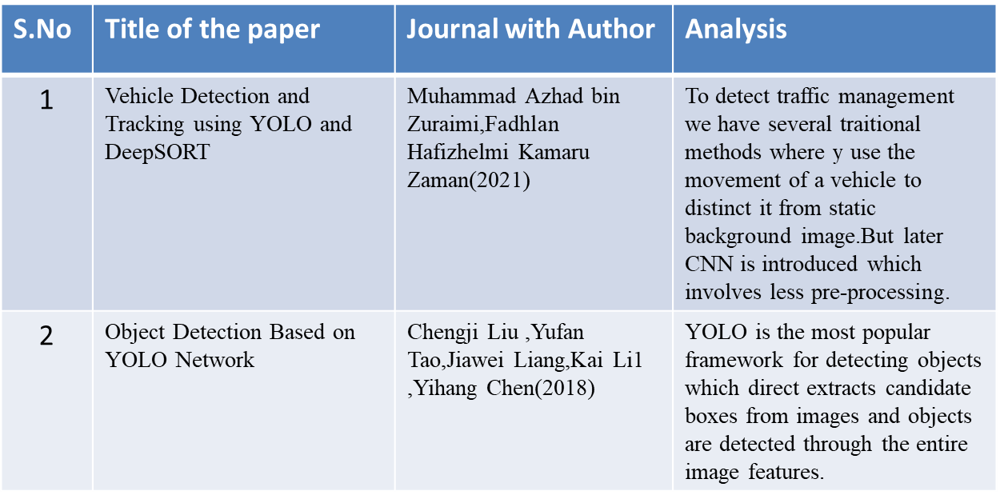 S.No
Title of the paper
Journal with Author
Analysis
1
Vehicle Detection and
Tracking using YOLO and
DeepSORT
Muhammad Azhad bin
Zuraimi,Fadhlan
Hafizhelmi Kamaru
Zaman(2021)
To detect traffic management
we have several traitional
methods where y use the
movement of a vehicle to
distinct it from static
background image.But later
CNN is introduced which
involves less pre-processing.
2
Object Detection Based on
YOLO Network
Chengji Liu ,Yufan
Tao,Jiawei Liang,Kai Li1
,Yihang Chen(2018)
YOLO is the most popular
framework for detecting objects
which direct extracts candidate
boxes from images and objects
are detected through the entire
image features.